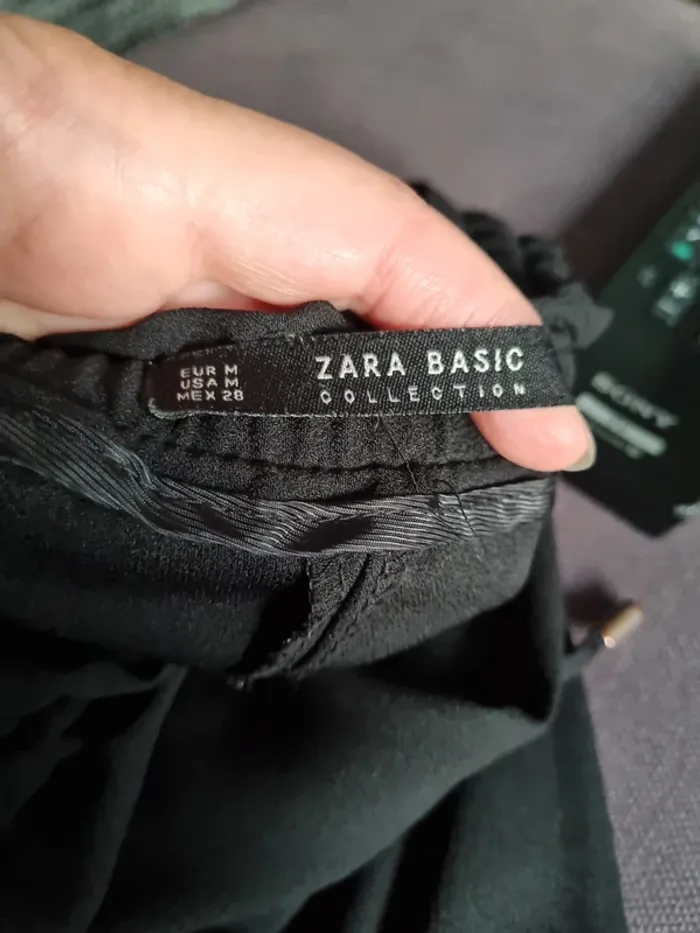 EUR M
USA M
MEX 28
ZARA BASIC
COLLECTION
SONY